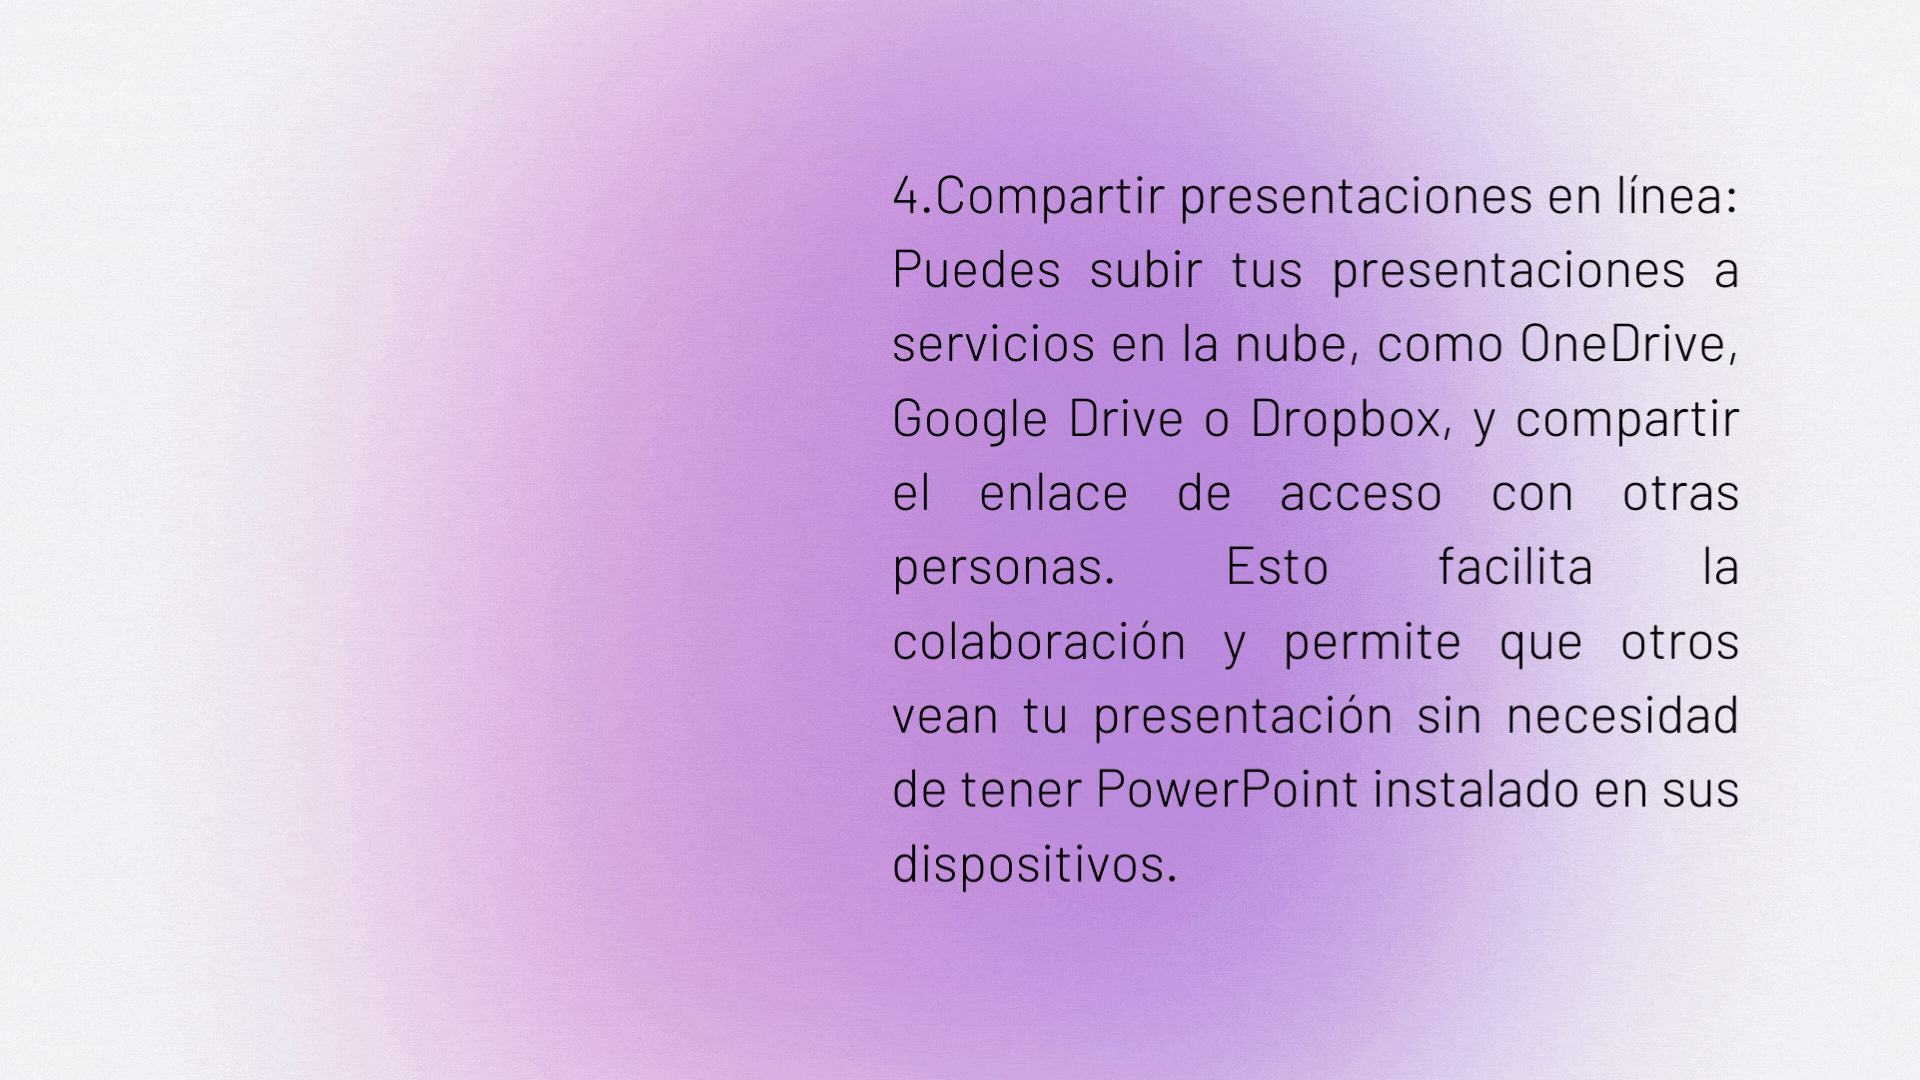 4.Compartir presentaciones en línea:
Puedes subir tus presentaciones a
servicios en la nube, como OneDrive,
Google Drive o Dropbox, y compartir
el enlace de acceso con otras
personas. Esto facilita la
colaboración y permite que otros
vean tu presentación sin necesidad
de tener PowerPoint instalado en sus
dispositivos.